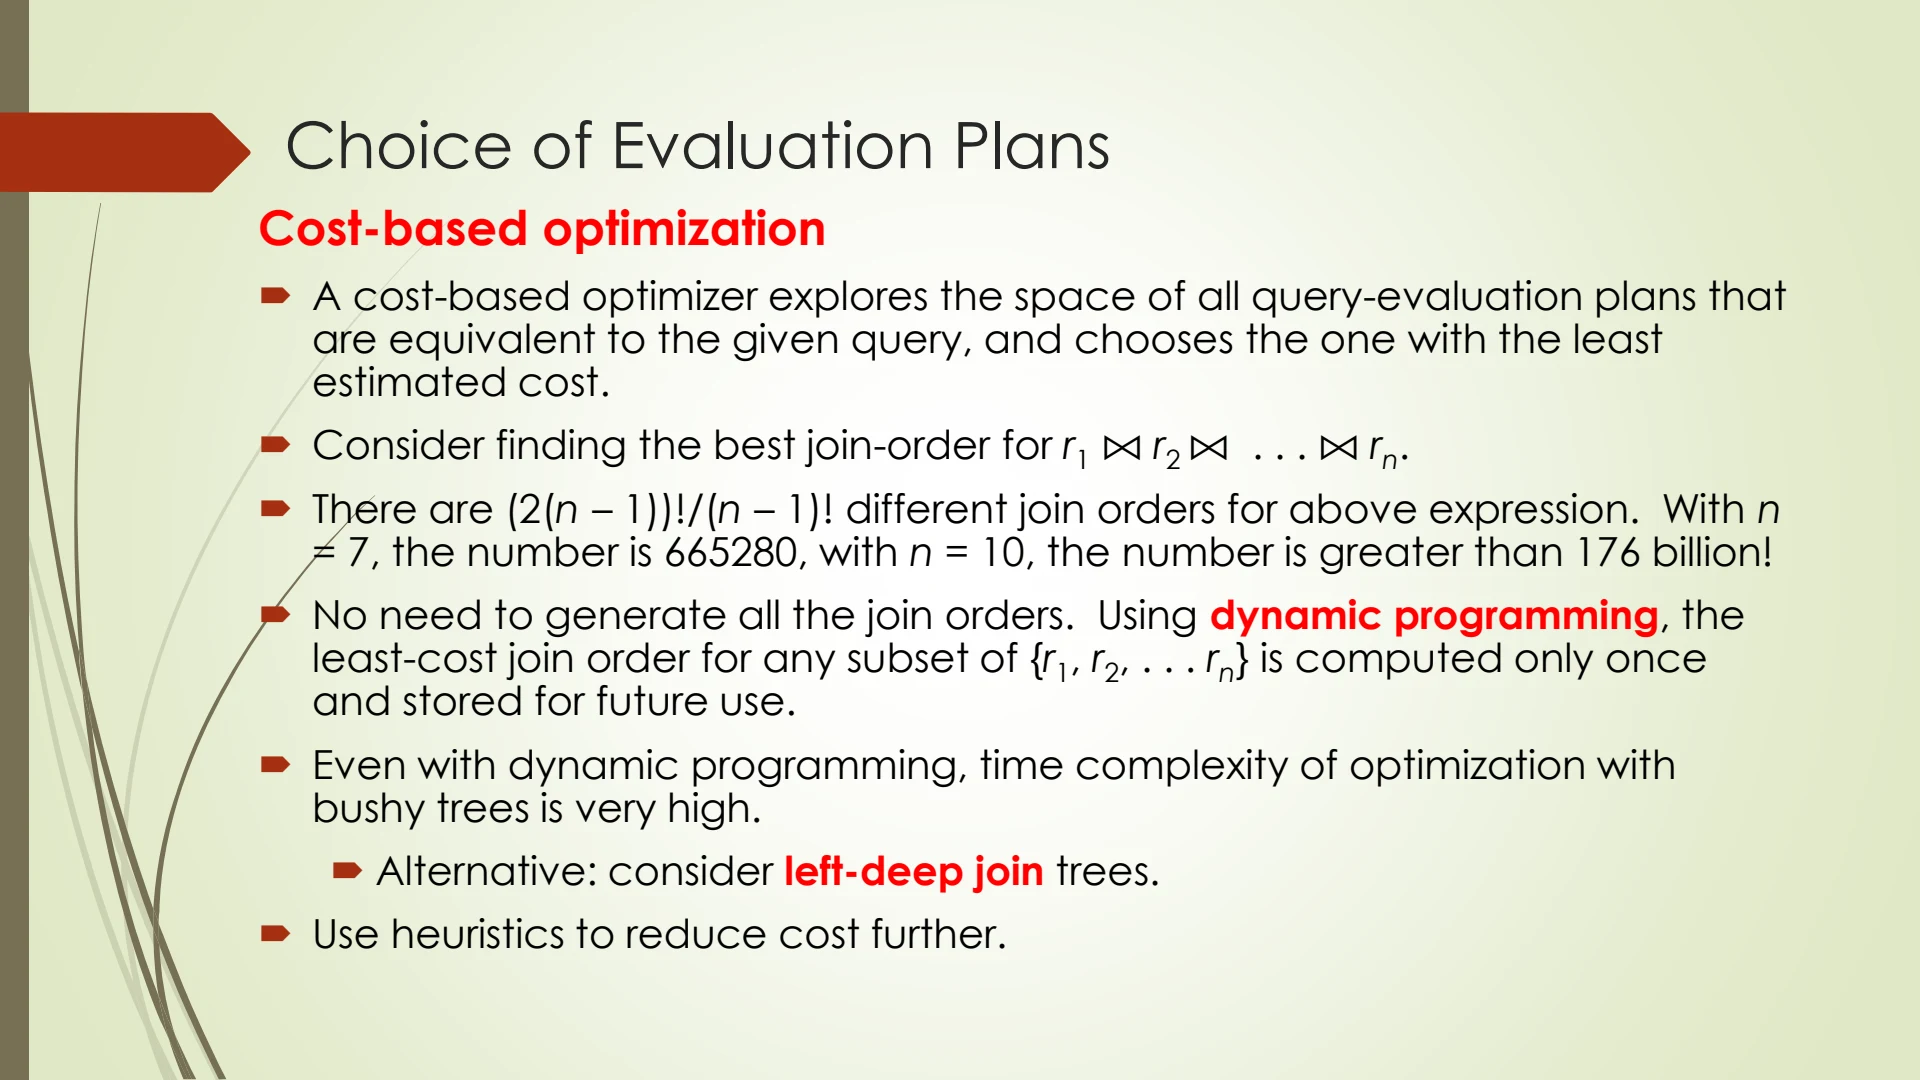 Choice of Evaluation Plans
Cost-based optimization
A cost-based optimizer explores the space of all query-evaluation plans that
are equivalent to the given query, and chooses the one with the least
estimated cost.
Consider finding the best join-order for r₁ ⋈ r₂ ⋈ . . . ⋈ rₙ.
There are (2(n – 1))!/(n – 1)! different join orders for above expression. With n
= 7, the number is 665280, with n = 10, the number is greater than 176 billion!
No need to generate all the join orders. Using dynamic programming, the
least-cost join order for any subset of {r₁, r₂, . . . rₙ} is computed only once
and stored for future use.
Even with dynamic programming, time complexity of optimization with
bushy trees is very high.
Alternative: consider left-deep join trees.
Use heuristics to reduce cost further.